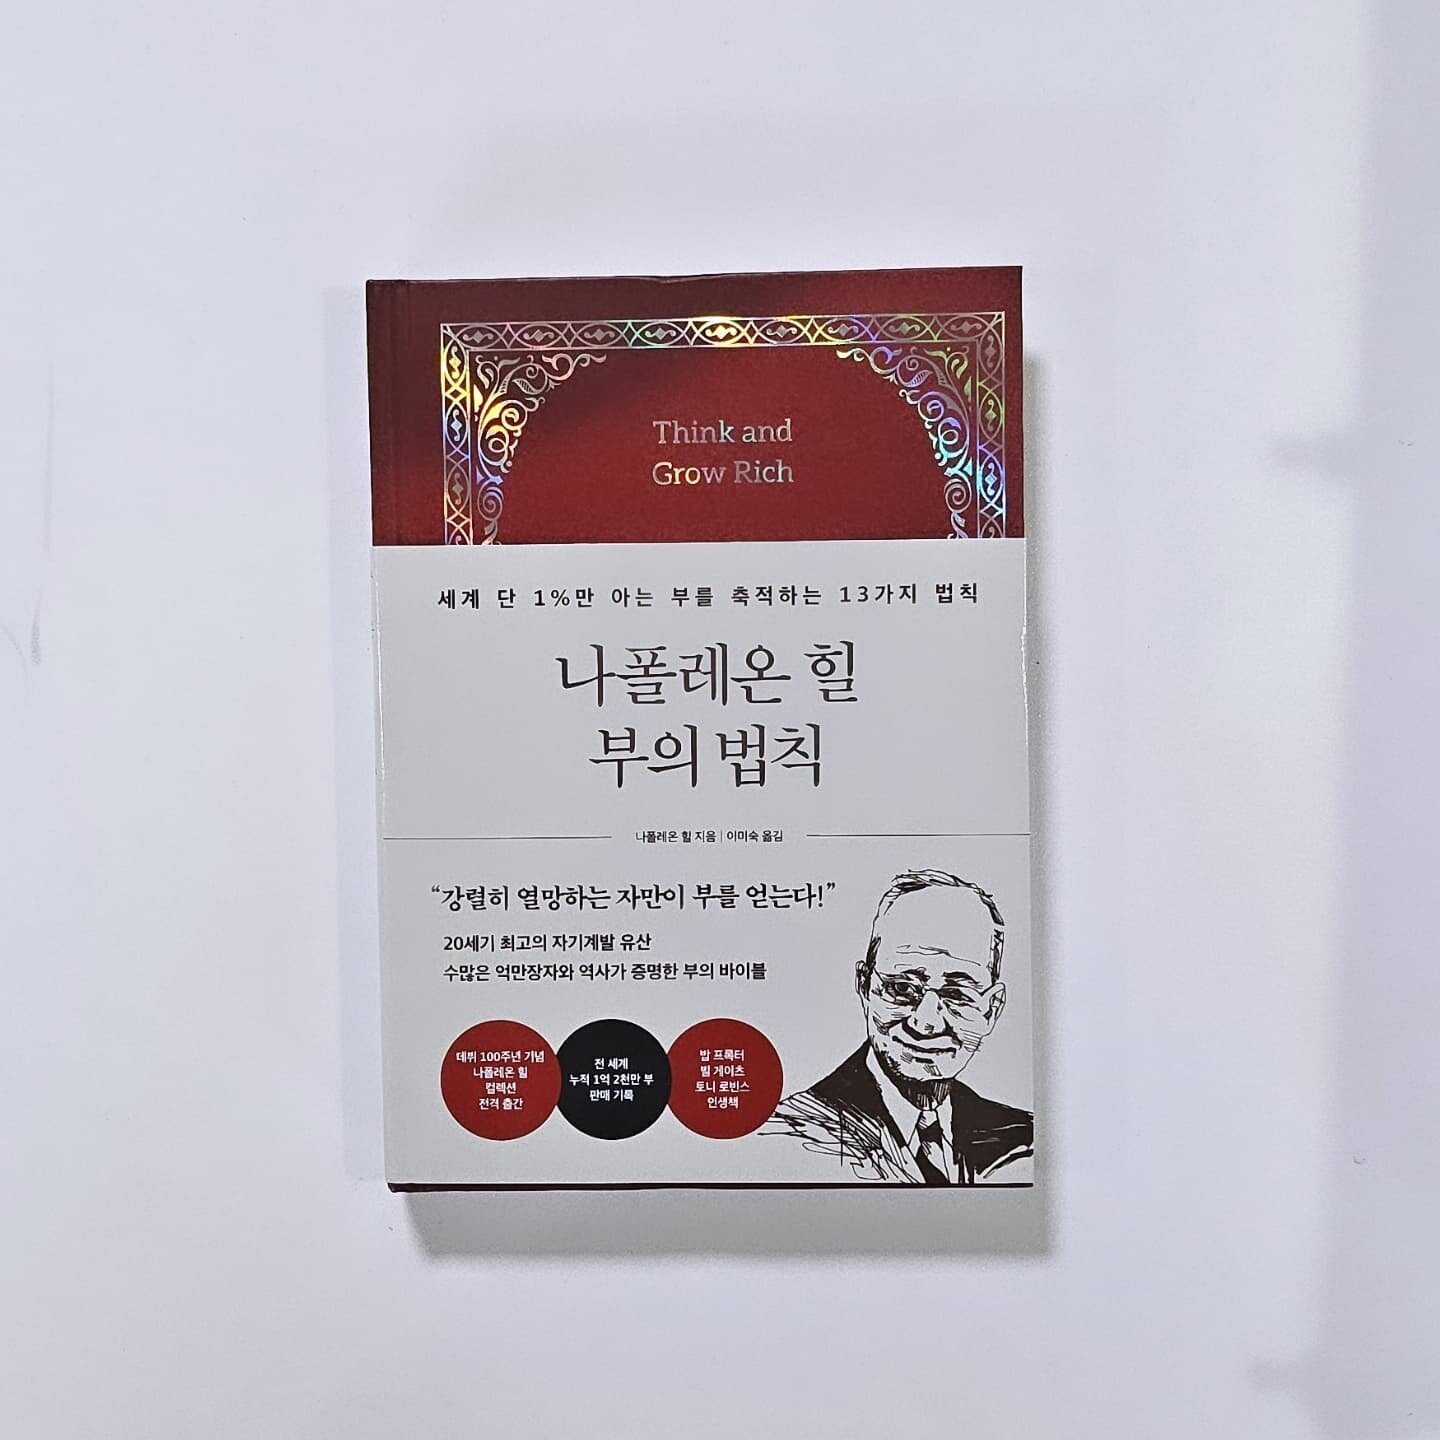 Think and
Grow Rich
세계 단 1%만 아는 부를 축적하는 13가지 법칙
나폴레온 힐
부의 법칙
나폴레온 힐 지음 | 이미숙 옮김
“강렬히 열망하는 자만이 부를 얻는다!”
20세기 최고의 자기계발 유산
수많은 억만장자와 역사가 증명한 부의 바이블
데뷔 100주년 기념
나폴레온 힐
컬렉션
전격 출간
전 세계
누적 1억 2천만 부
판매 기록
밥 프록터
빌 게이츠
토니 로빈스
인생책